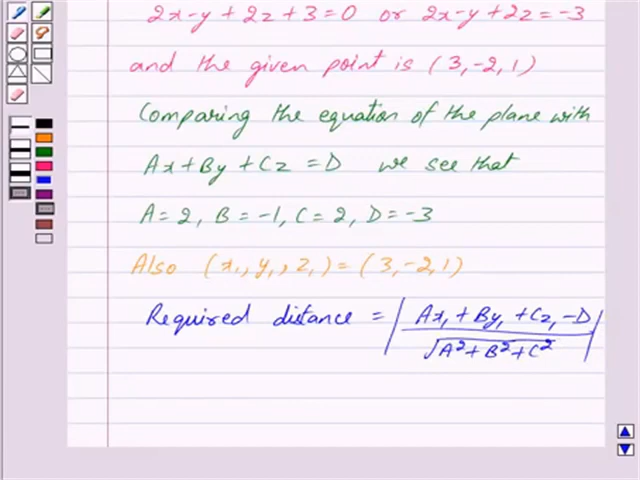 2x-y+2z+3=0 or 2x-y+2z=-3
and the given point is (3,-2,1)
Comparing the equation of the plane with
Ax+By+Cz=D we see that
A=2, B=-1, C=2, D=-3
Also (x₁, y₁, z₁)=(3,-2,1)
Required distance = | Ax₁+By₁+Cz₁-D |
√A²+B²+C²